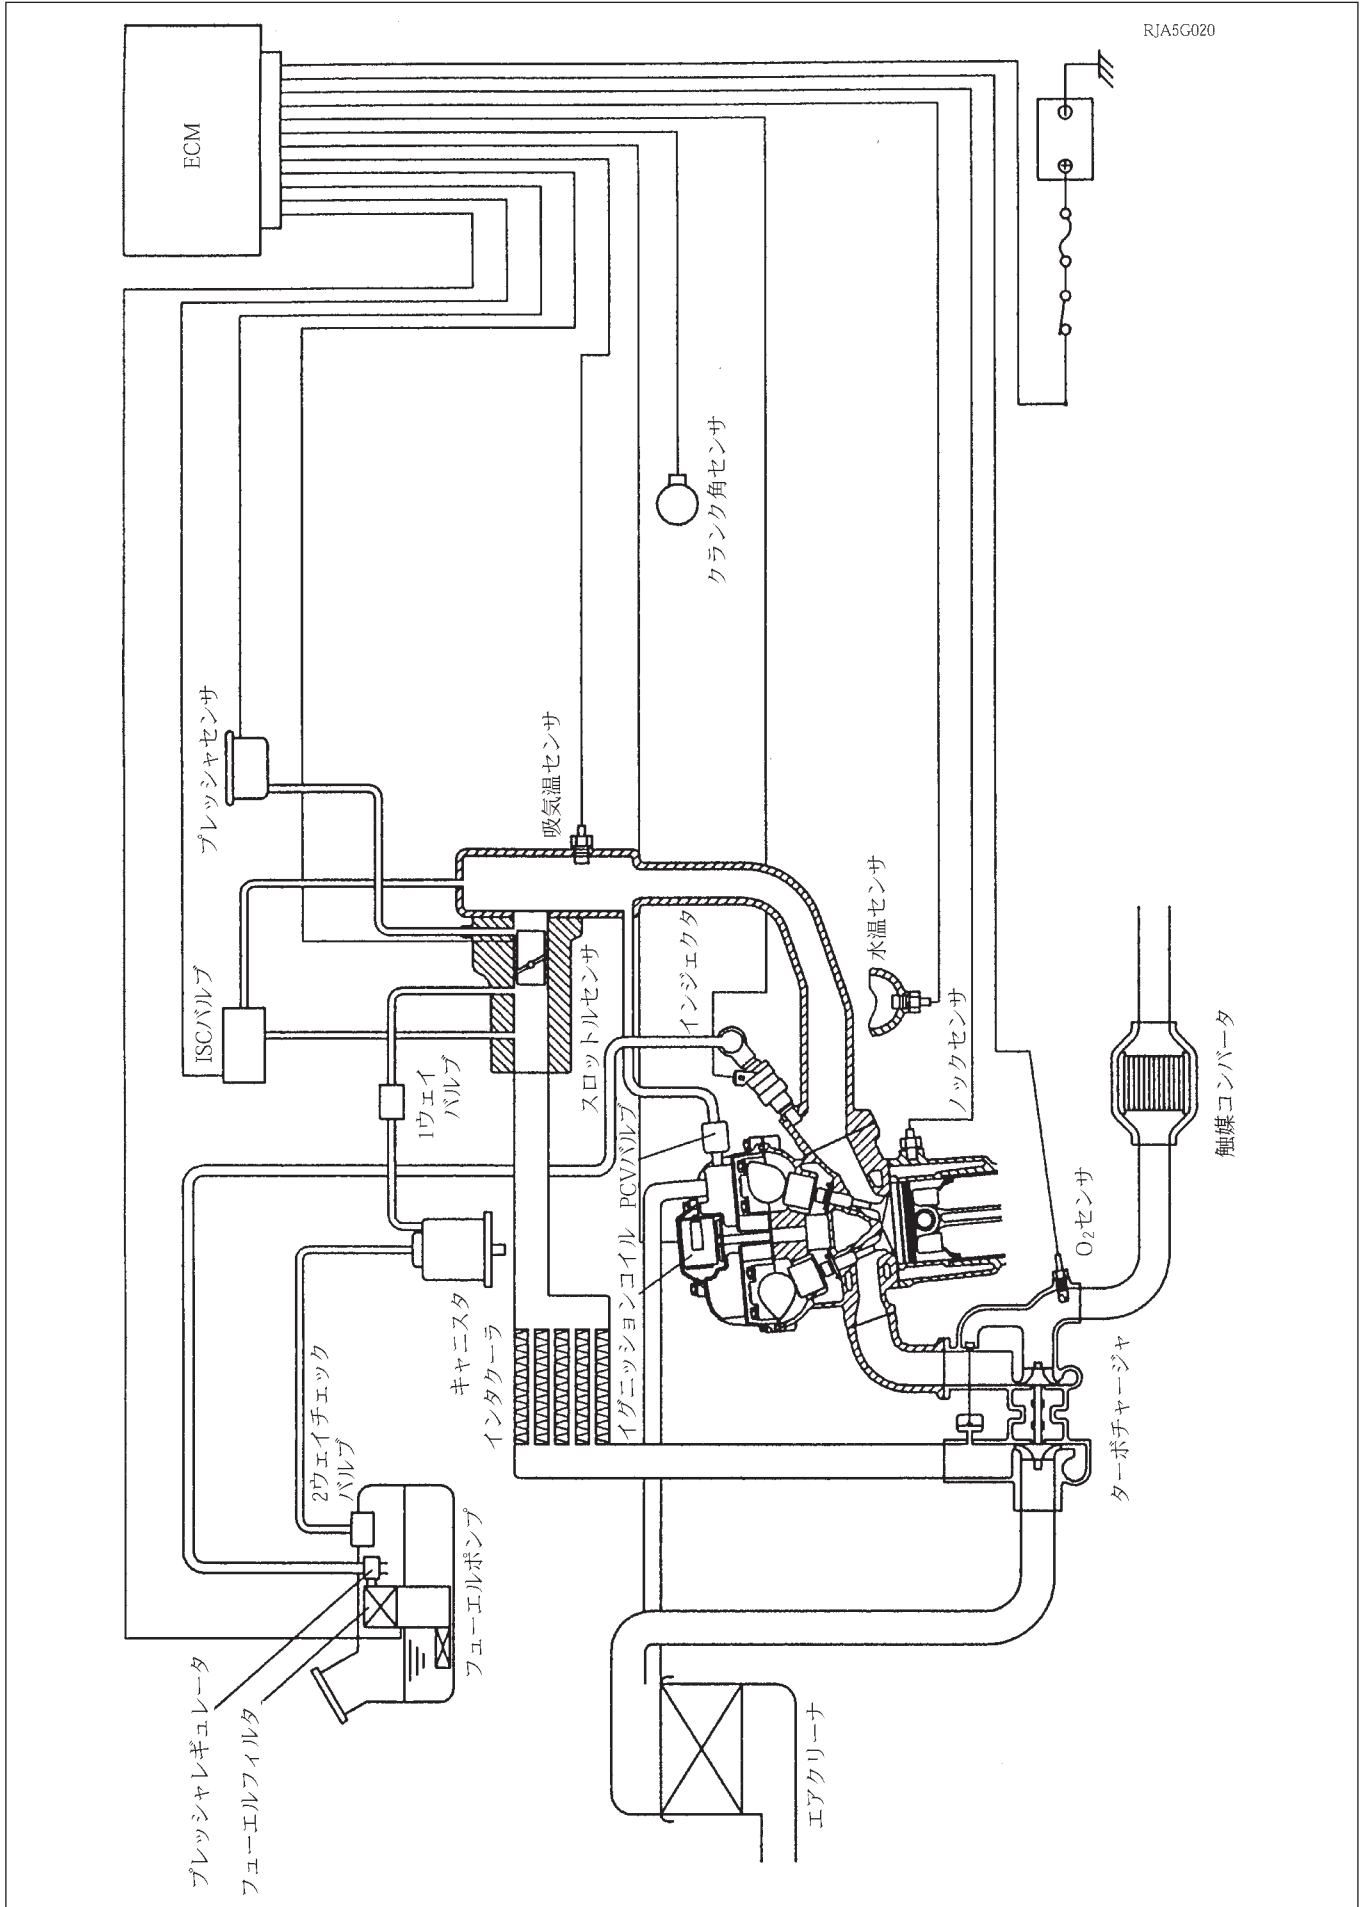 RJA5G020
ECM
プレッシャセンサ
クランク角センサ
吸気温センサ
ISCバルブ
1ウェイ
バルブ
スロットルセンサ
インジェクタ
水温センサ
ノックセンサ
PCVバルブ
イグニッションコイル
O₂センサ
触媒コンバータ
キャニスタ
インタクーラ
2ウェイチェック
バルブ
ターボチャージャ
フューエルポンプ
プレッシャレギュレータ
フューエルフィルタ
エアクリーナ